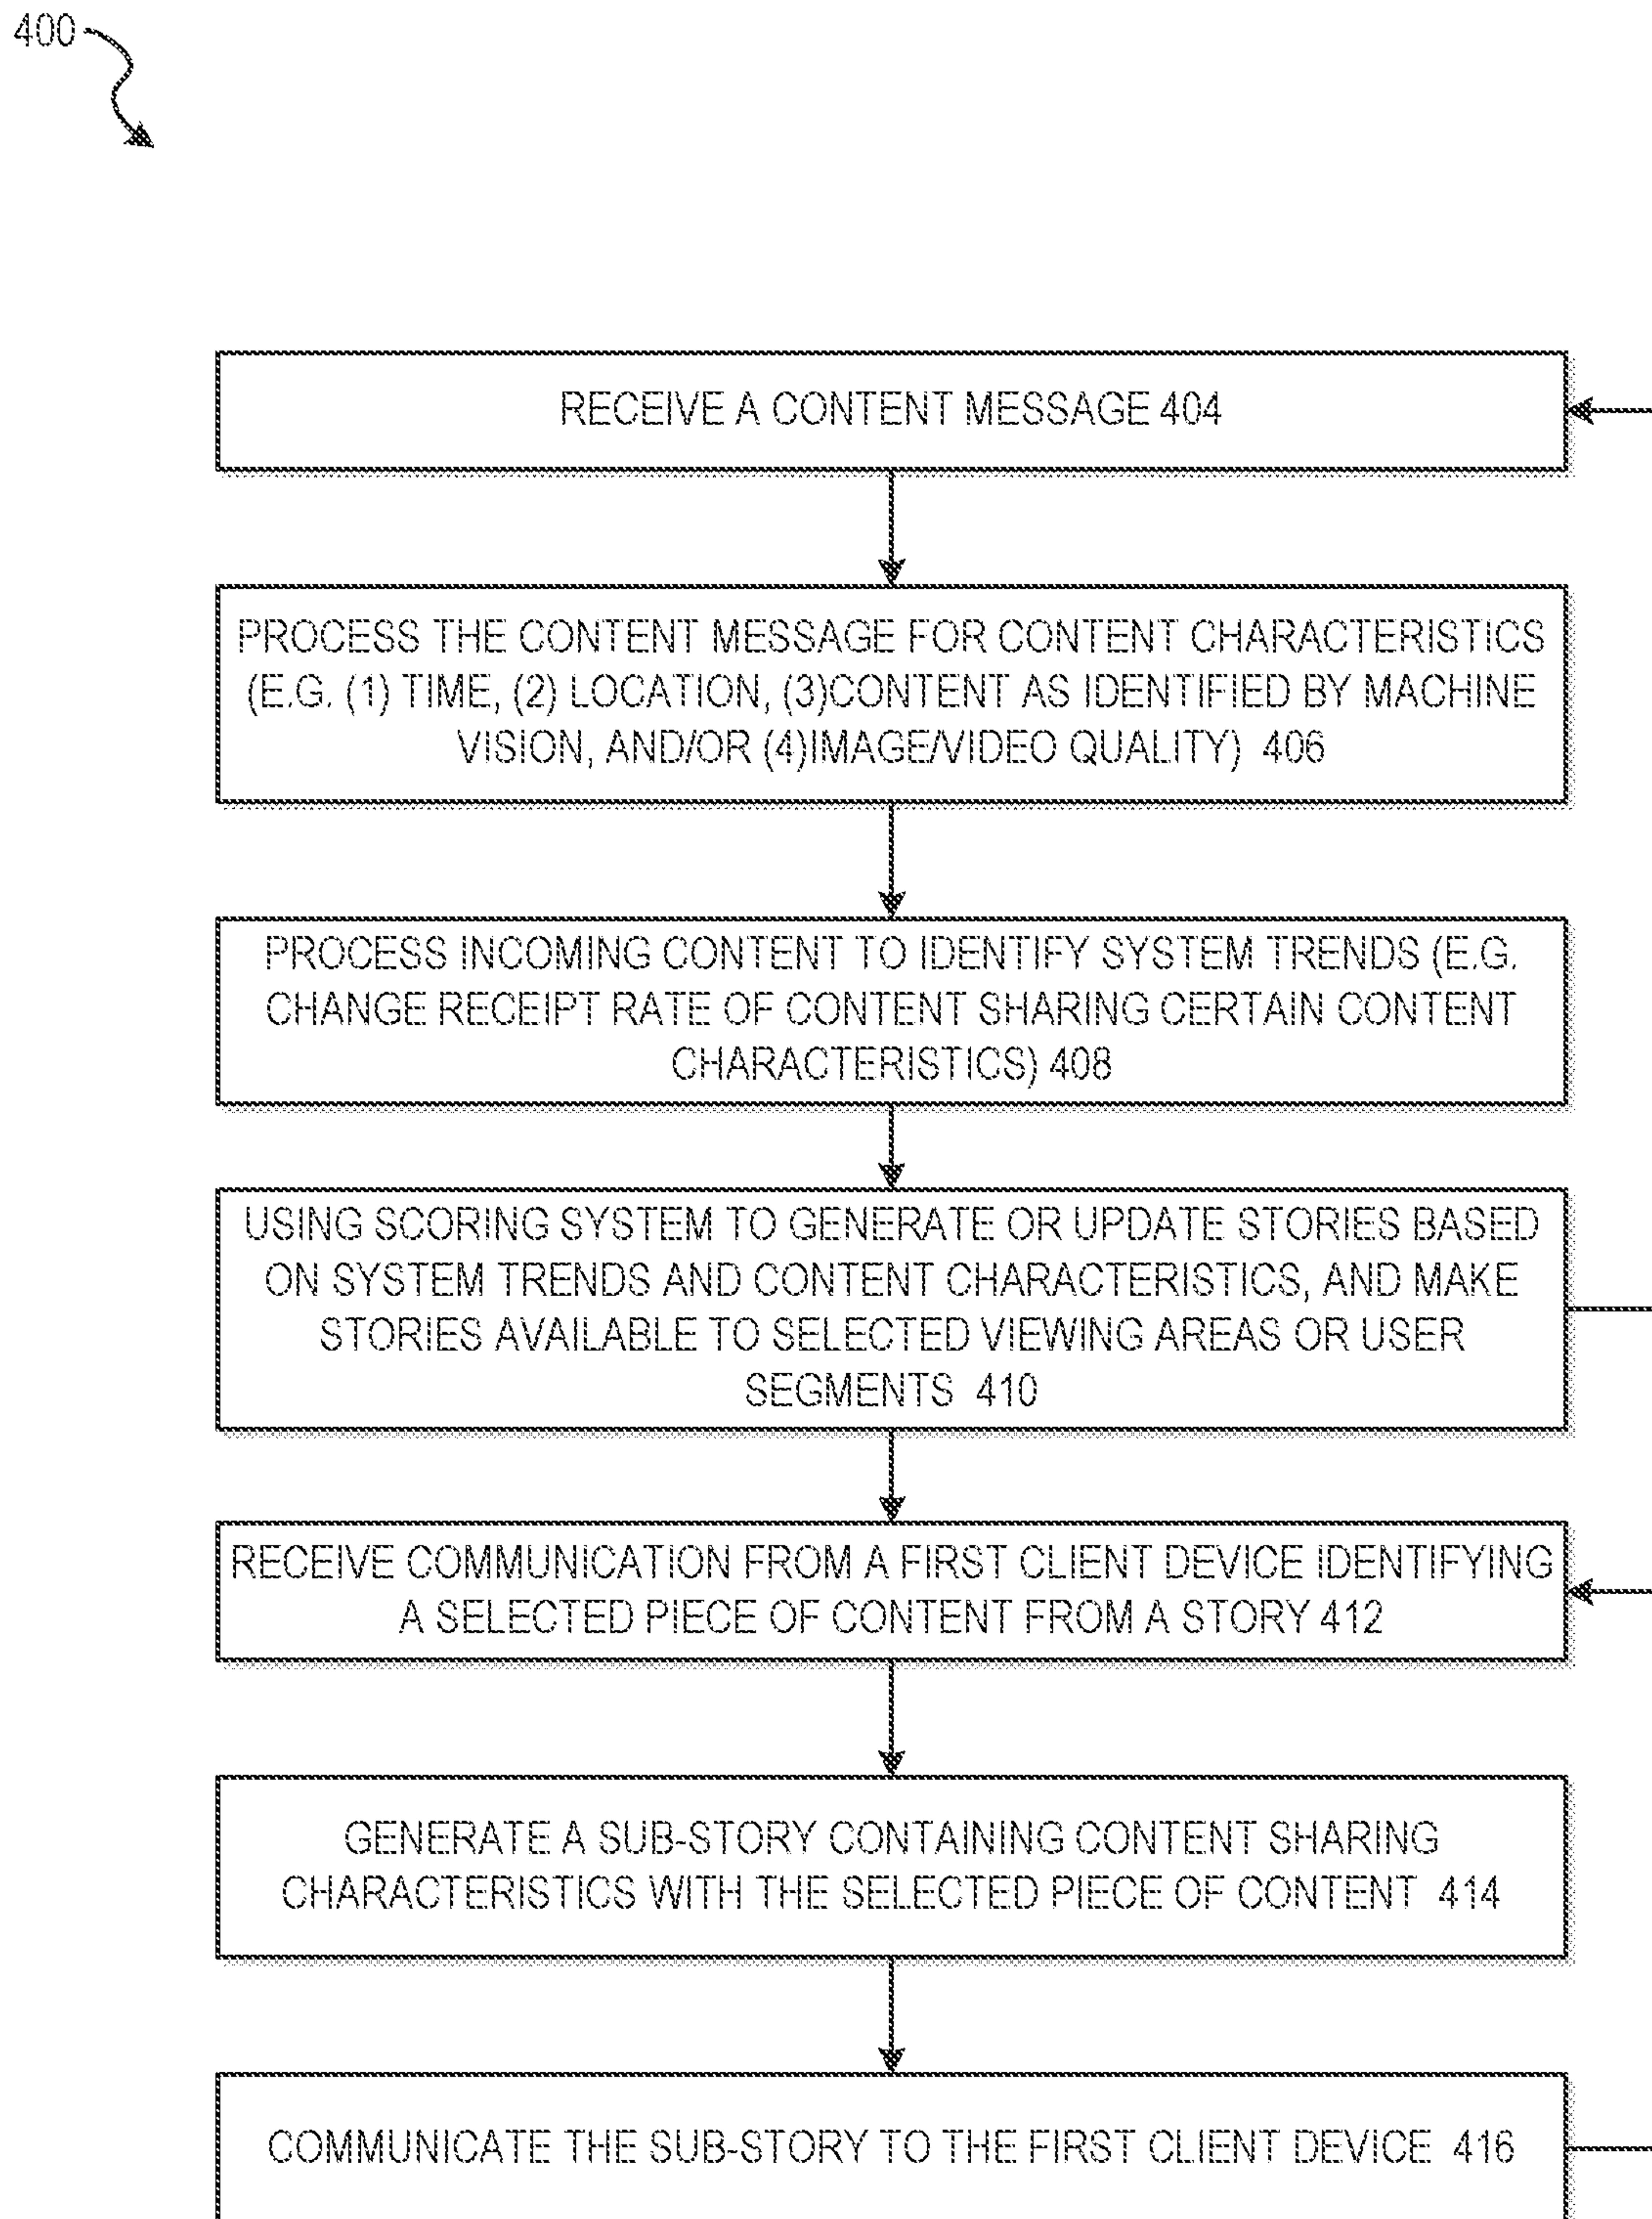 400
RECEIVE A CONTENT MESSAGE 404
PROCESS THE CONTENT MESSAGE FOR CONTENT CHARACTERISTICS
(E.G. (1) TIME, (2) LOCATION, (3)CONTENT AS IDENTIFIED BY MACHINE
VISION, AND/OR (4)IMAGE/VIDEO QUALITY) 406
PROCESS INCOMING CONTENT TO IDENTIFY SYSTEM TRENDS (E.G.
CHANGE RECEIPT RATE OF CONTENT SHARING CERTAIN CONTENT
CHARACTERISTICS) 408
USING SCORING SYSTEM TO GENERATE OR UPDATE STORIES BASED
ON SYSTEM TRENDS AND CONTENT CHARACTERISTICS, AND MAKE
STORIES AVAILABLE TO SELECTED VIEWING AREAS OR USER
SEGMENTS 410
RECEIVE COMMUNICATION FROM A FIRST CLIENT DEVICE IDENTIFYING
A SELECTED PIECE OF CONTENT FROM A STORY 412
GENERATE A SUB-STORY CONTAINING CONTENT SHARING
CHARACTERISTICS WITH THE SELECTED PIECE OF CONTENT 414
COMMUNICATE THE SUB-STORY TO THE FIRST CLIENT DEVICE 416